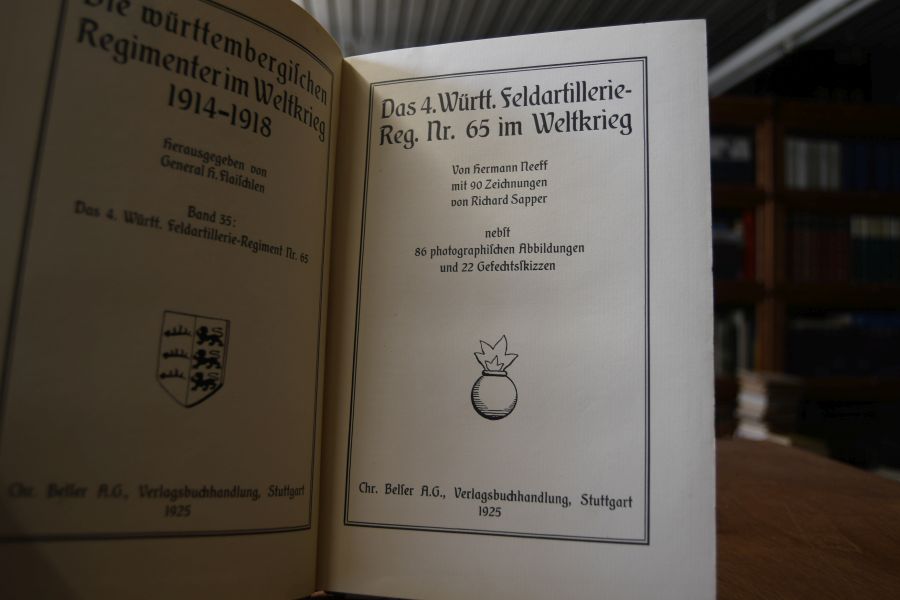 Die württembergiſchen
Regimenter im Weltkrieg
1914–1918
Herausgegeben von
General H. Flaiſchlen
Band 35:
Das 4. Württ. Feldartillerie-Regiment Nr. 65
Chr. Belſer A.G., Verlagsbuchhandlung, Stuttgart
1925
Das 4. Württ. Feldartillerie-
Reg. Nr. 65 im Weltkrieg
Von Hermann Neeff
mit 90 Zeichnungen
von Richard Sapper
nebſt
86 photographiſchen Abbildungen
und 22 Gefechtsſkizzen
Chr. Belſer A.G., Verlagsbuchhandlung, Stuttgart
1925